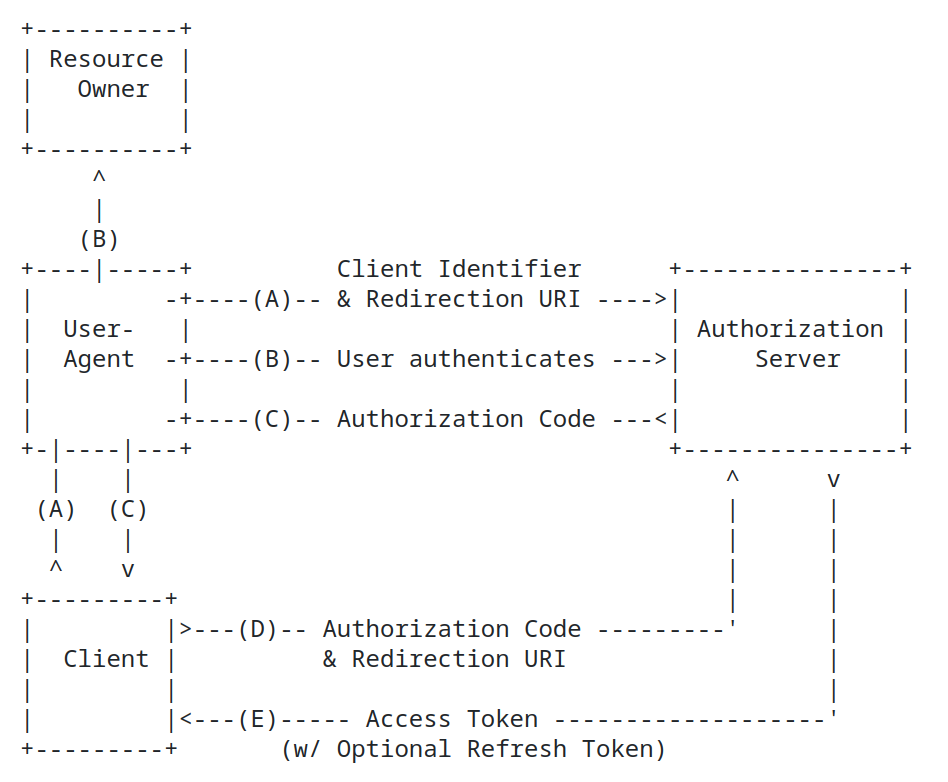 +----------+
| Resource |
|   Owner  |
|          |
+----------+
     ^
     |
    (B)
+----|-----+          Client Identifier      +---------------+
|         -+----(A)-- & Redirection URI ---->|               |
|  User-   |                                 | Authorization |
|  Agent  -+----(B)-- User authenticates --->|     Server    |
|          |                                 |               |
|         -+----(C)-- Authorization Code ---<|               |
+-|----|---+                                 +---------------+
  |    |                                         ^      v
 (A)  (C)                                        |      |
  |    |                                         |      |
  ^    v                                         |      |
+---------+                                      |      |
|         |>---(D)-- Authorization Code ---------'      |
|  Client |          & Redirection URI                  |
|         |                                             |
|         |<---(E)----- Access Token -------------------'
+---------+       (w/ Optional Refresh Token)